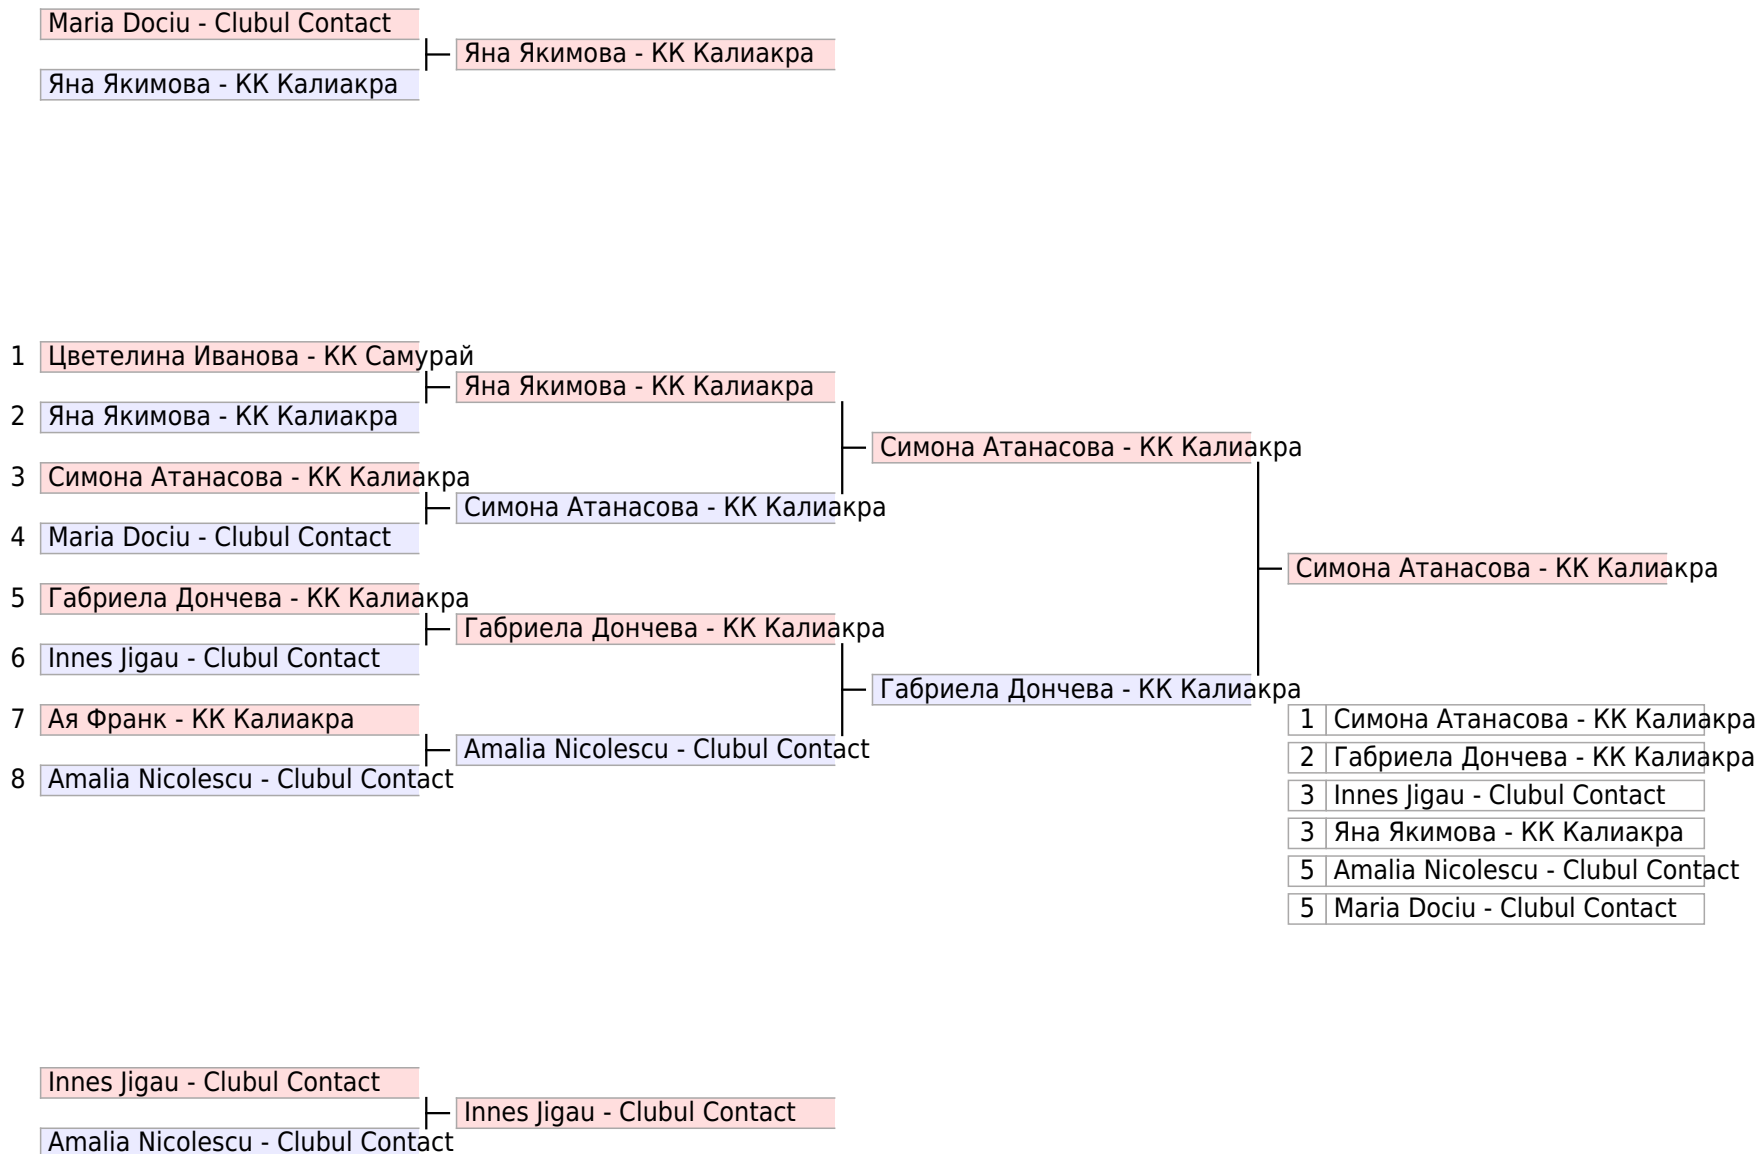 Maria Dociu - Clubul Contact
Яна Якимова - КК Калиакра
Яна Якимова - КК Калиакра
1 Цветелина Иванова - КК Самурай
Яна Якимова - КК Калиакра
2 Яна Якимова - КК Калиакра
Симона Атанасова - КК Калиакра
3 Симона Атанасова - КК Калиакра
Симона Атанасова - КК Калиакра
4 Maria Dociu - Clubul Contact
Симона Атанасова - КК Калиакра
5 Габриела Дончева - КК Калиакра
Габриела Дончева - КК Калиакра
6 Innes Jigau - Clubul Contact
Габриела Дончева - КК Калиакра
7 Ая Франк - КК Калиакра
Amalia Nicolescu - Clubul Contact
8 Amalia Nicolescu - Clubul Contact
1 Симона Атанасова - КК Калиакра
2 Габриела Дончева - КК Калиакра
3 Innes Jigau - Clubul Contact
3 Яна Якимова - КК Калиакра
5 Amalia Nicolescu - Clubul Contact
5 Maria Dociu - Clubul Contact
Innes Jigau - Clubul Contact
Innes Jigau - Clubul Contact
Amalia Nicolescu - Clubul Contact